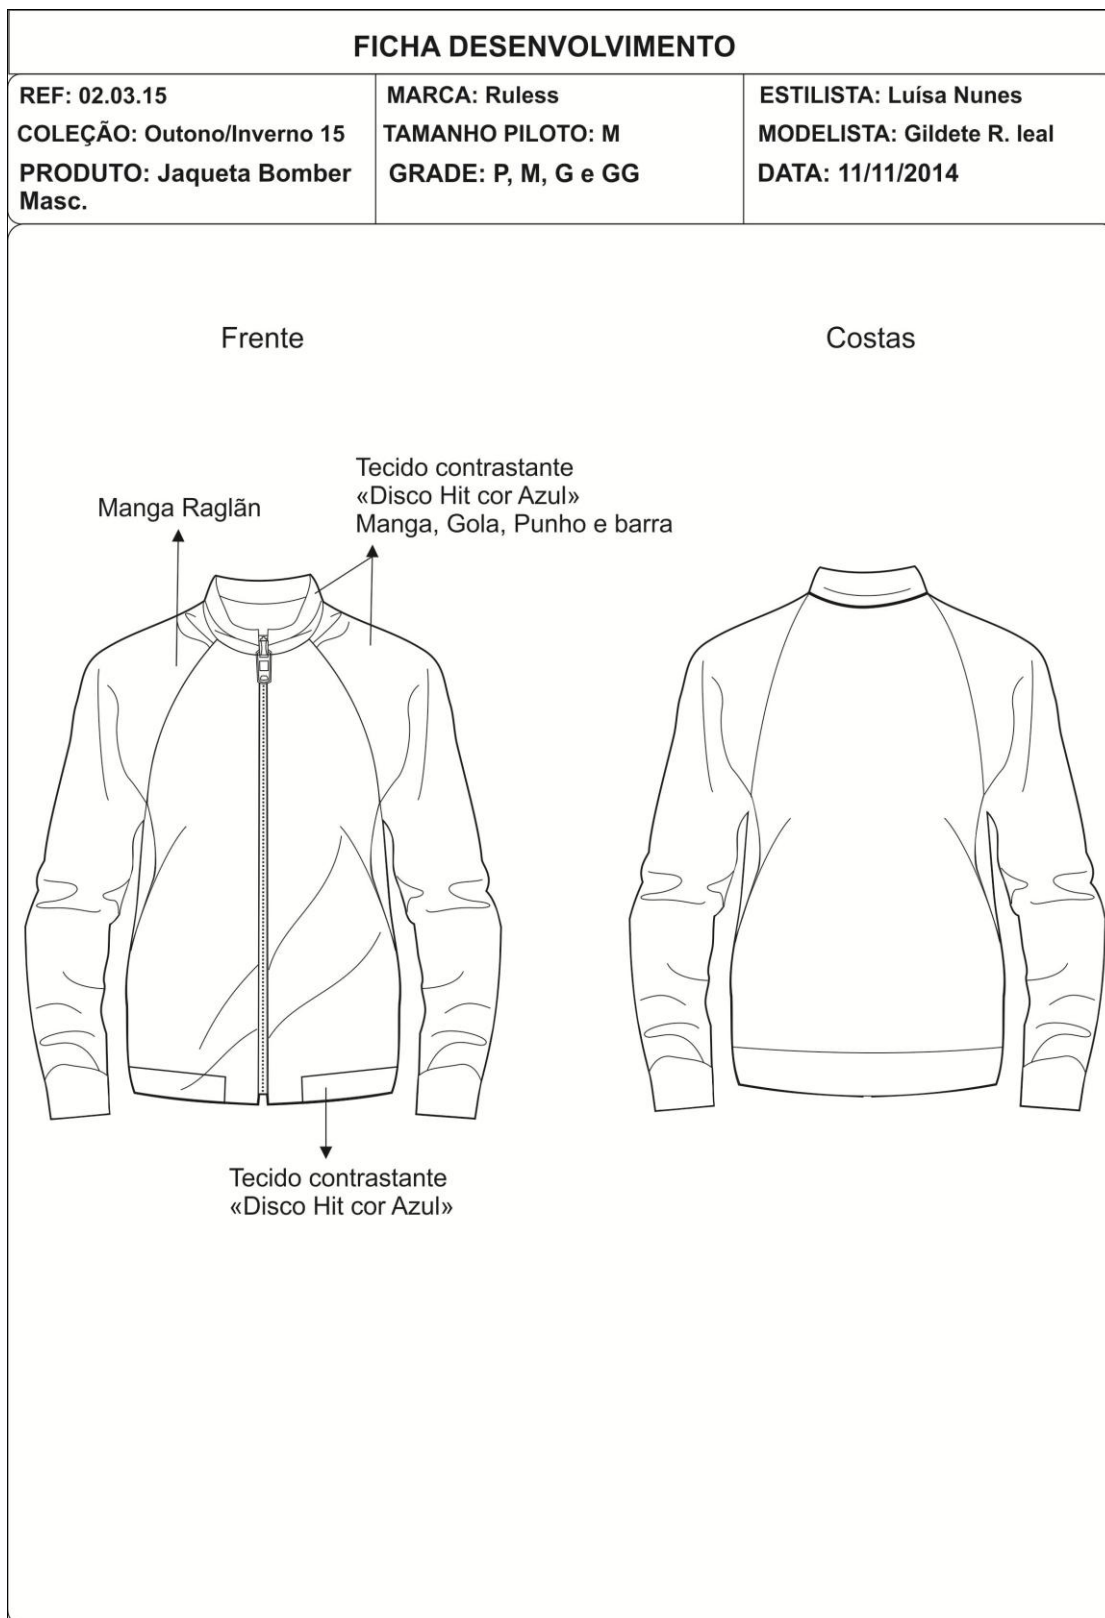 FICHA DESENVOLVIMENTO
REF: 02.03.15
COLEÇÃO: Outono/Inverno 15
PRODUTO: Jaqueta Bomber
Masc.
MARCA: Ruless
TAMANHO PILOTO: M
GRADE: P, M, G e GG
ESTILISTA: Luísa Nunes
MODELISTA: Gildete R. leal
DATA: 11/11/2014
Frente
Costas
Manga Raglãn
Tecido contrastante
«Disco Hit cor Azul»
Manga, Gola, Punho e barra
Tecido contrastante
«Disco Hit cor Azul»